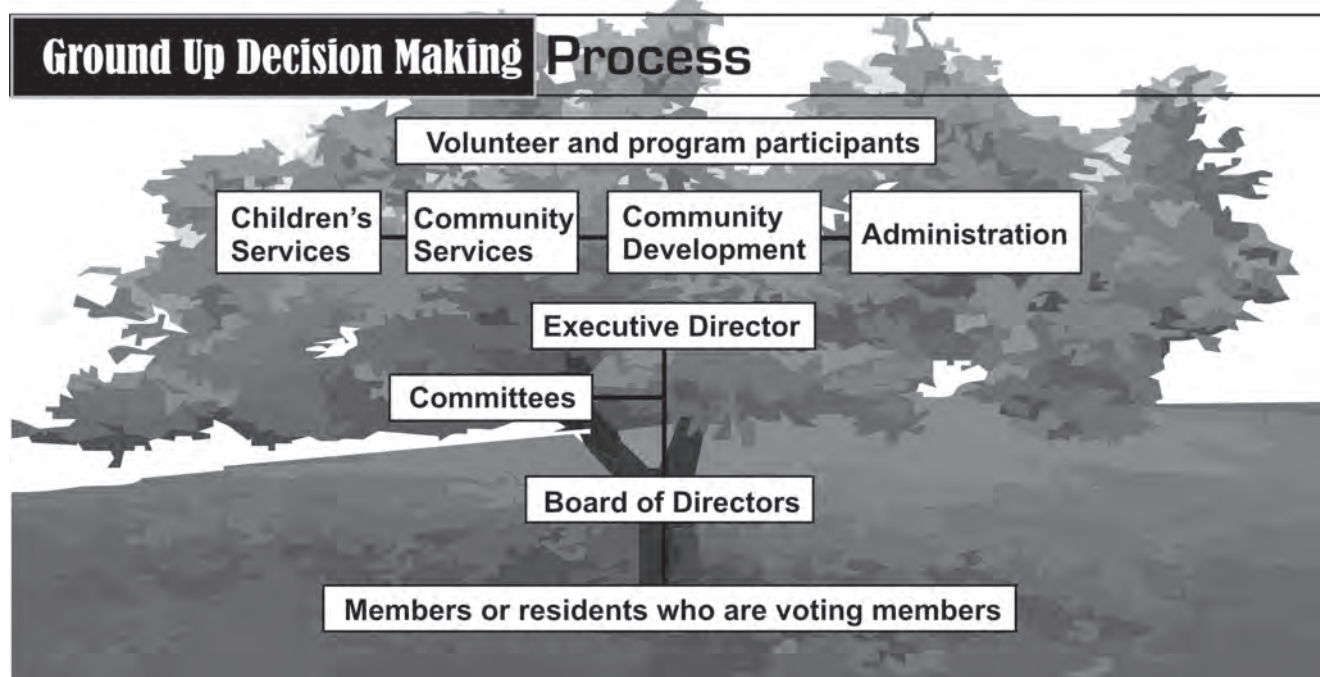 Ground Up Decision Making Process
Volunteer and program participants
Children's
Services
Community
Services
Community
Development
Administration
Executive Director
Committees
Board of Directors
Members or residents who are voting members